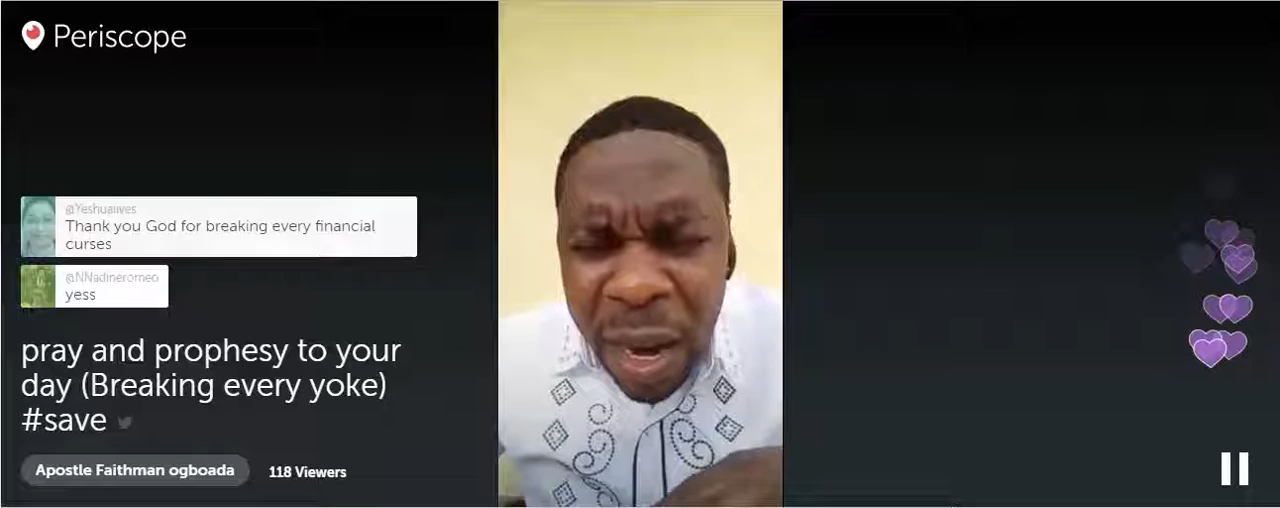 Periscope
@Yeshualives
Thank you God for breaking every financial
curses
@NNadineromeo
yess
pray and prophesy to your
day (Breaking every yoke)
#save
Apostle Faithman ogboada
118 Viewers